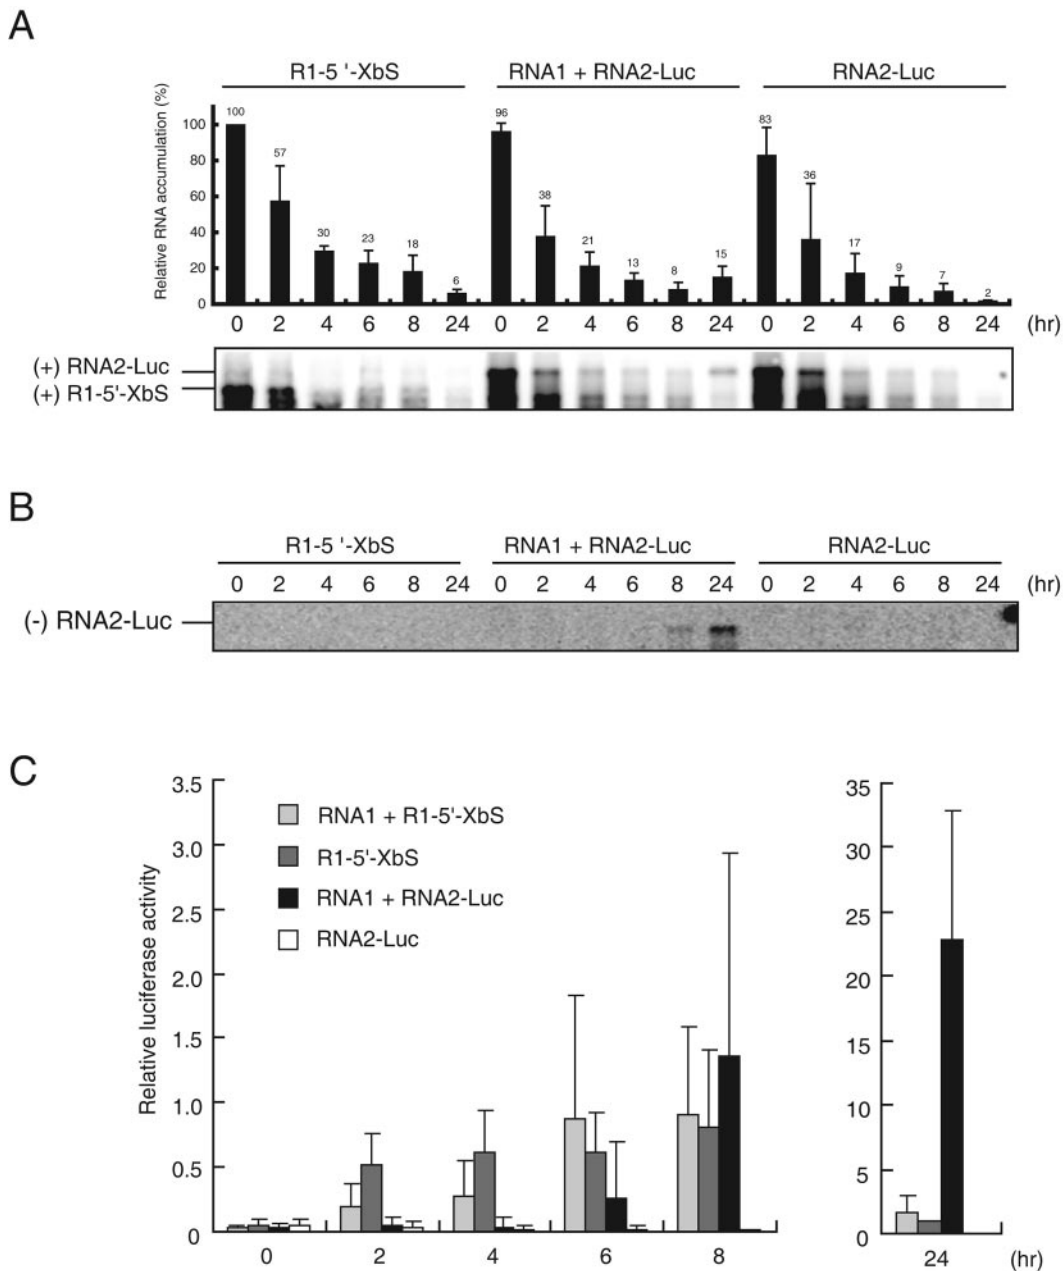 A
R1-5 '-XbS RNA1 + RNA2-Luc RNA2-Luc
Relative RNA accumulation (%)
100 80 60 40 20 0
100 57 30 23 18 6 96 38 21 13 8 15 83 36 17 9 7 2
0 2 4 6 8 24 0 2 4 6 8 24 0 2 4 6 8 24 (hr)
(+) RNA2-Luc
(+) R1-5'-XbS
B
R1-5 '-XbS RNA1 + RNA2-Luc RNA2-Luc
0 2 4 6 8 24 0 2 4 6 8 24 0 2 4 6 8 24 (hr)
(-) RNA2-Luc
C
Relative luciferase activity
3.5 3.0 2.5 2.0 1.5 1.0 0.5 0
RNA1 + R1-5'-XbS
R1-5'-XbS
RNA1 + RNA2-Luc
RNA2-Luc
35 30 25 20 15 10 5 0
0 2 4 6 8 24 (hr)